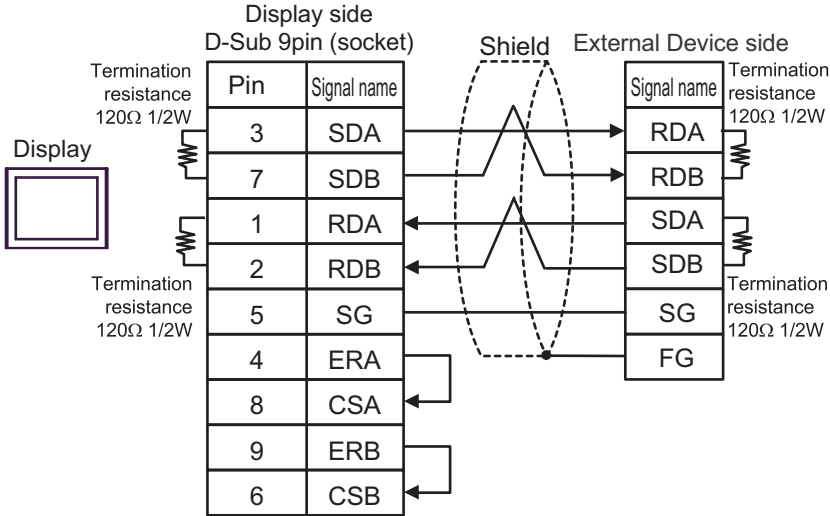 Display side
D-Sub 9pin (socket)
Shield
External Device side
Termination
resistance
120Ω 1/2W
Display
Pin Signal name
3 SDA
7 SDB
1 RDA
2 RDB
5 SG
4 ERA
8 CSA
9 ERB
6 CSB
Termination
resistance
120Ω 1/2W
Signal name
RDA
RDB
SDA
SDB
SG
FG
Termination
resistance
120Ω 1/2W
Termination
resistance
120Ω 1/2W